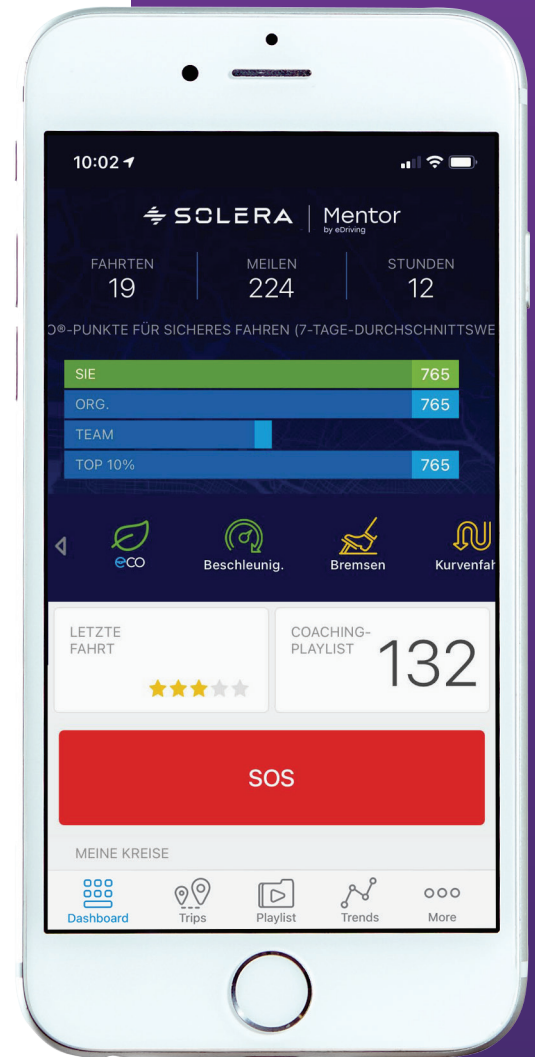 10:02
SOLERA | Mentor
by eDriving
FAHRTEN MEILEN STUNDEN
19 224 12
O®-PUNKTE FÜR SICHERES FAHREN (7-TAGE-DURCHSCHNITTSWE
SIE 765
ORG. 765
TEAM
TOP 10% 765
eco Beschleunig. Bremsen Kurvenfah
LETZTE
FAHRT
COACHING-
PLAYLIST
132
SOS
MEINE KREISE
Dashboard Trips Playlist Trends More